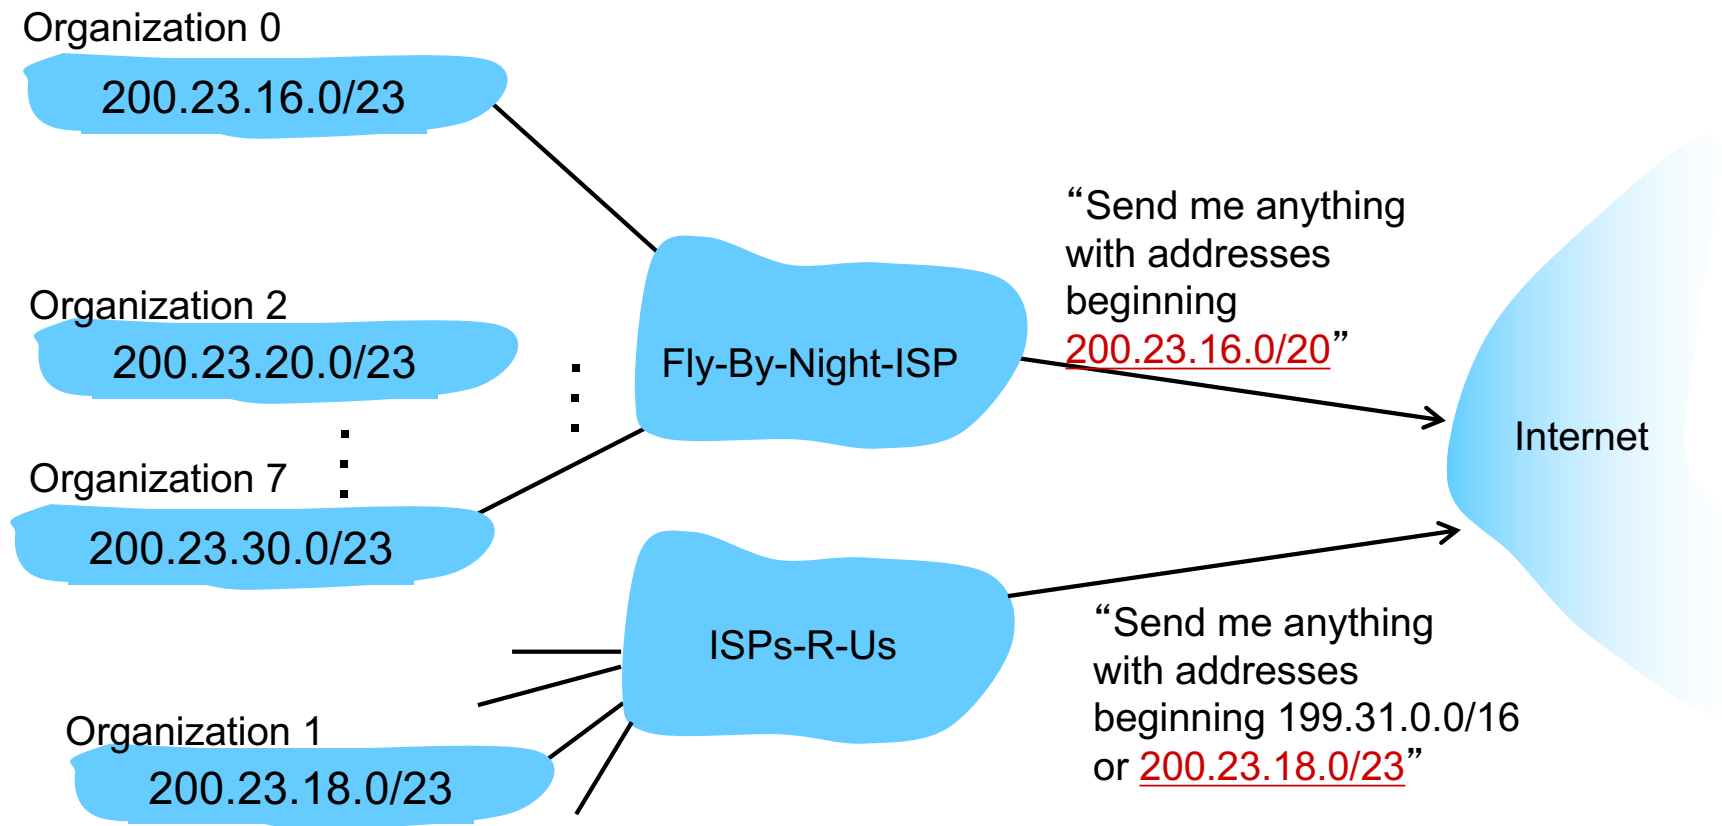 Organization 0
200.23.16.0/23
Organization 2
200.23.20.0/23
Organization 7
200.23.30.0/23
Fly-By-Night-ISP
“Send me anything
with addresses
beginning
200.23.16.0/20”
Internet
ISPs-R-Us
Organization 1
200.23.18.0/23
“Send me anything
with addresses
beginning 199.31.0.0/16
or 200.23.18.0/23”